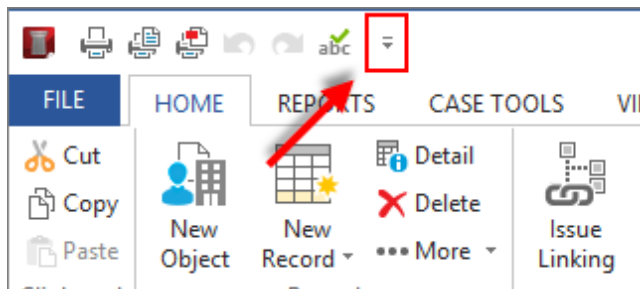 abc
FILE HOME REPORTS CASE TOOLS
Cut
Copy
Paste
New Object
New Record
Detail
Delete
More
Issue Linking